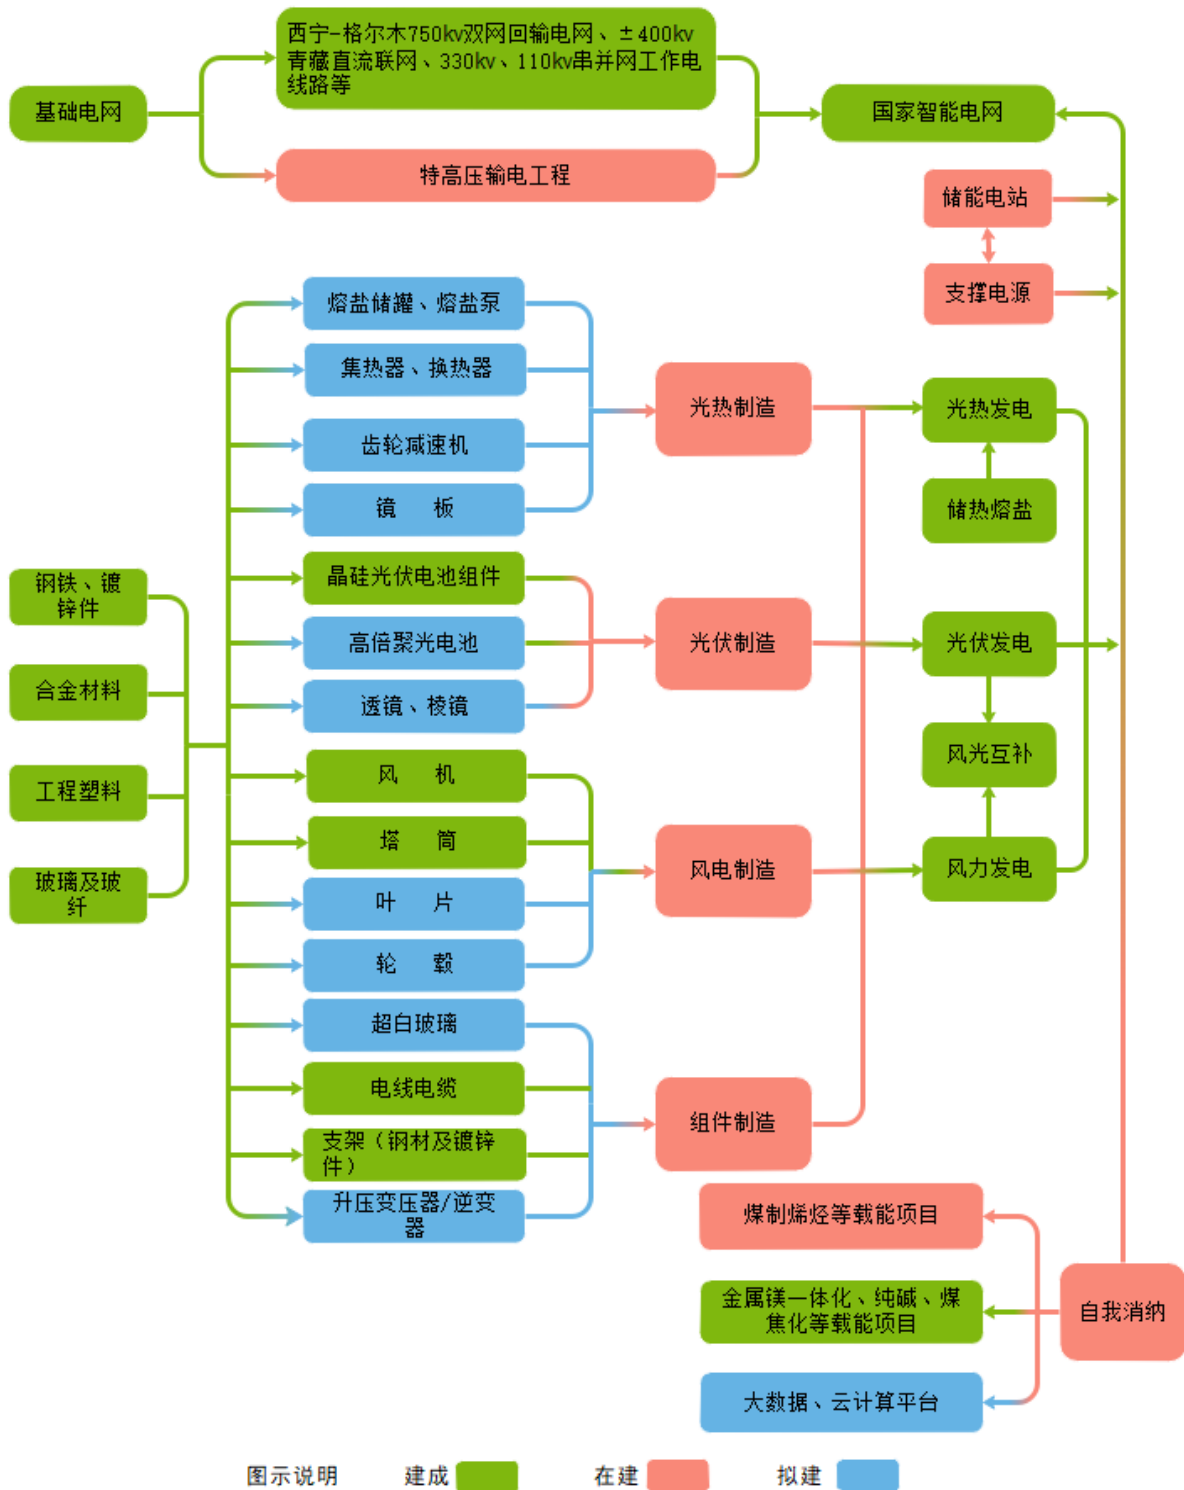 西宁-格尔木750kv双网回输电网、±400kv
青藏直流联网、330kv、110kv串并网工作电
线路等
基础电网
国家智能电网
特高压输电工程
储能电站
支撑电源
熔盐储罐、熔盐泵
集热器、换热器
光热制造
光热发电
齿轮减速机
镜 板
储热熔盐
钢铁、镀
锌件
晶硅光伏电池组件
高倍聚光电池
光伏制造
光伏发电
合金材料
透镜、棱镜
风 机
风光互补
工程塑料
塔 筒
风电制造
风力发电
玻璃及玻
纤
叶 片
轮 毂
超白玻璃
电线电缆
组件制造
支架（钢材及镀锌
件）
升压变压器/逆变
器
煤制烯烃等载能项目
金属镁一体化、纯碱、煤
焦化等载能项目
自我消纳
大数据、云计算平台
图示说明 建成 在建 拟建